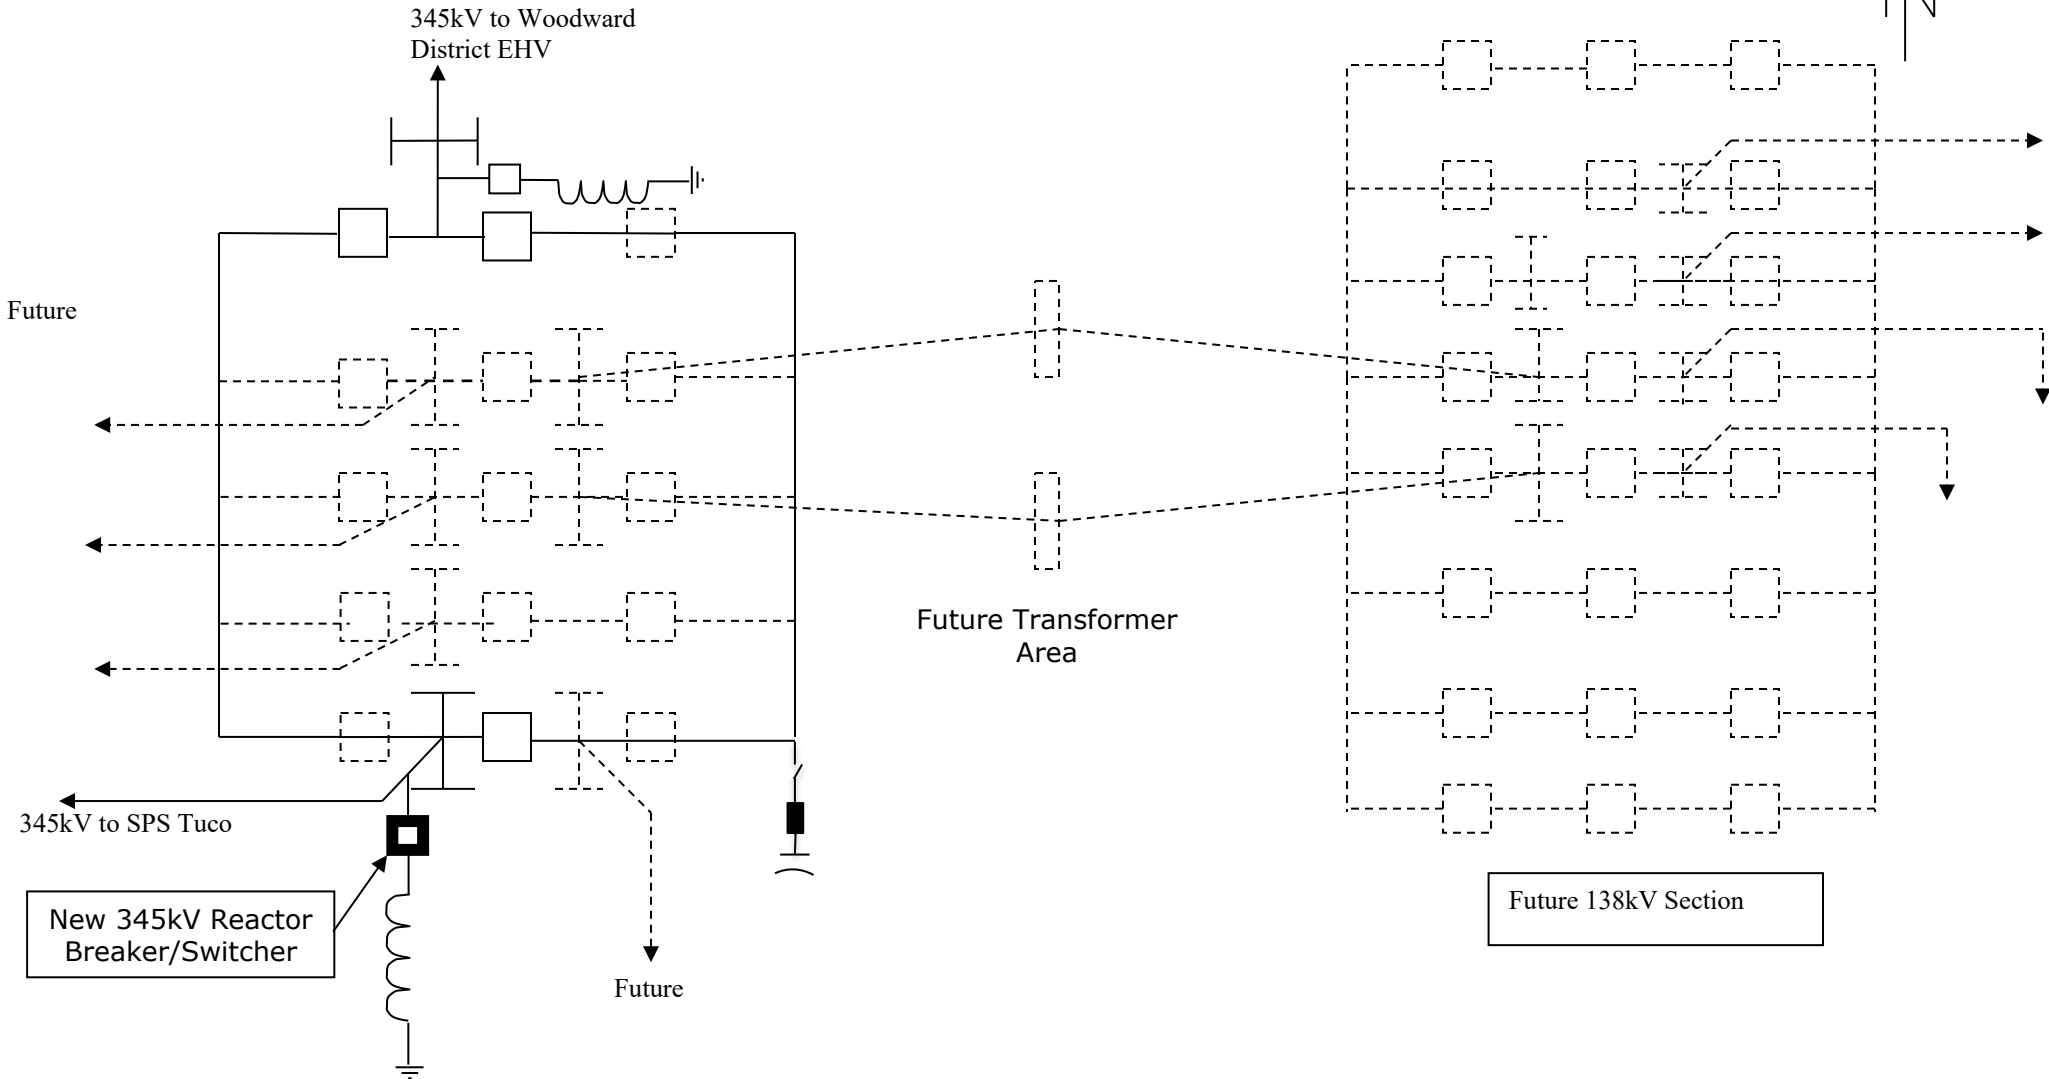 345kV to Woodward
District EHV
Future
Future Transformer
Area
345kV to SPS Tuco
New 345kV Reactor
Breaker/Switcher
Future 138kV Section
Future